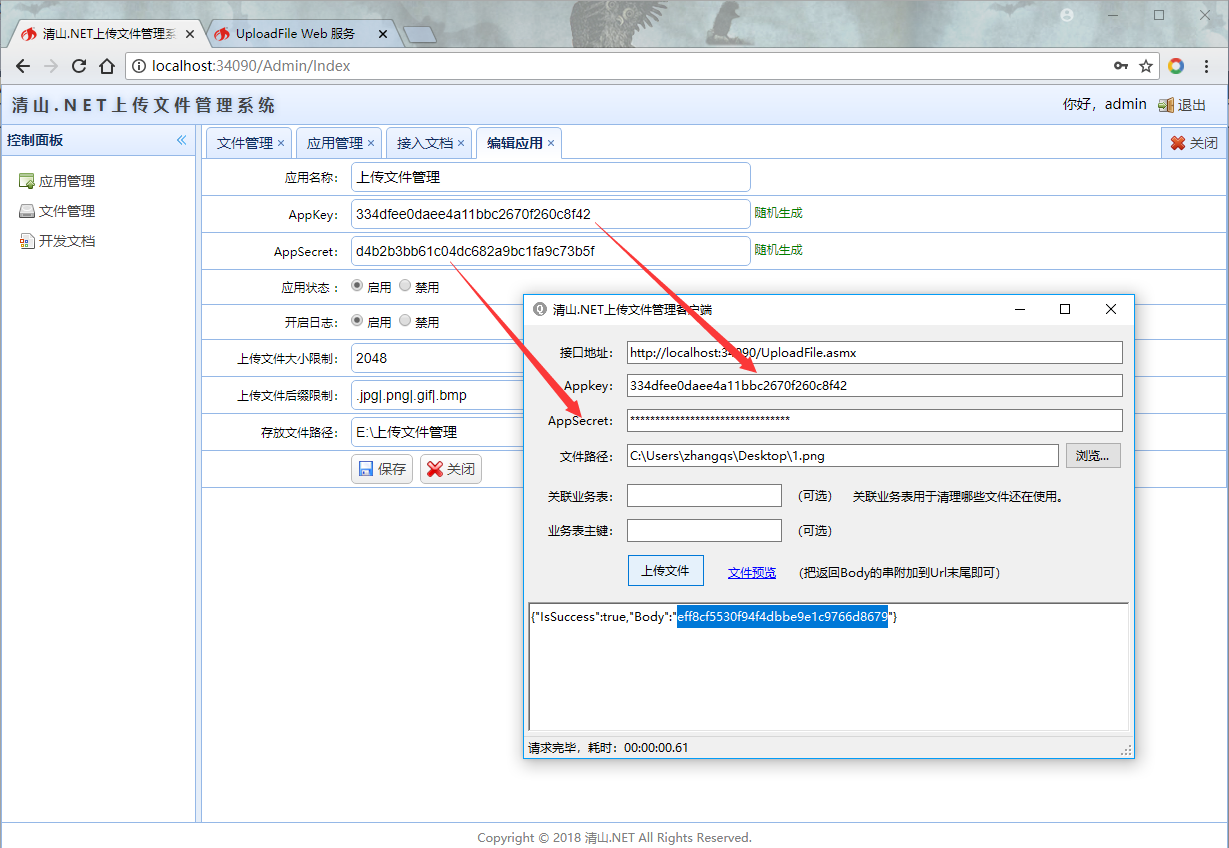 清山.NET上传文件管理系
UploadFile Web 服务
localhost:34090/Admin/Index
清山.NET上传文件管理系统
你好，admin
退出
控制面板
文件管理
应用管理
接入文档
编辑应用
关闭
应用管理
文件管理
开发文档
应用名称：
上传文件管理
AppKey:
334dfee0daee4a11bbc2670f260c8f42
随机生成
AppSecret:
d4b2b3bb61c04dc682a9bc1fa9c73b5f
随机生成
应用状态：
启用
禁用
开启日志：
启用
禁用
上传文件大小限制：
2048
上传文件后缀限制：
.jpg|.png|.gif|.bmp
存放文件路径：
E:\上传文件管理
保存
关闭
清山.NET上传文件管理客户端
接口地址：
http://localhost:34090/UploadFile.asmx
Appkey:
334dfee0daee4a11bbc2670f260c8f42
AppSecret:
********************************
文件路径：
C:\Users\zhangqs\Desktop\1.png
浏览...
关联业务表：
（可选）
关联业务表用于清理哪些文件还在使用。
业务表主键：
（可选）
上传文件
文件预览
（把返回Body的串附加到Url末尾即可）
{"IsSuccess":true,"Body":"eff8cf5530f94f4dbbe9e1c9766d8679"}
请求完毕，耗时：00:00:00.61
Copyright © 2018 清山.NET All Rights Reserved.